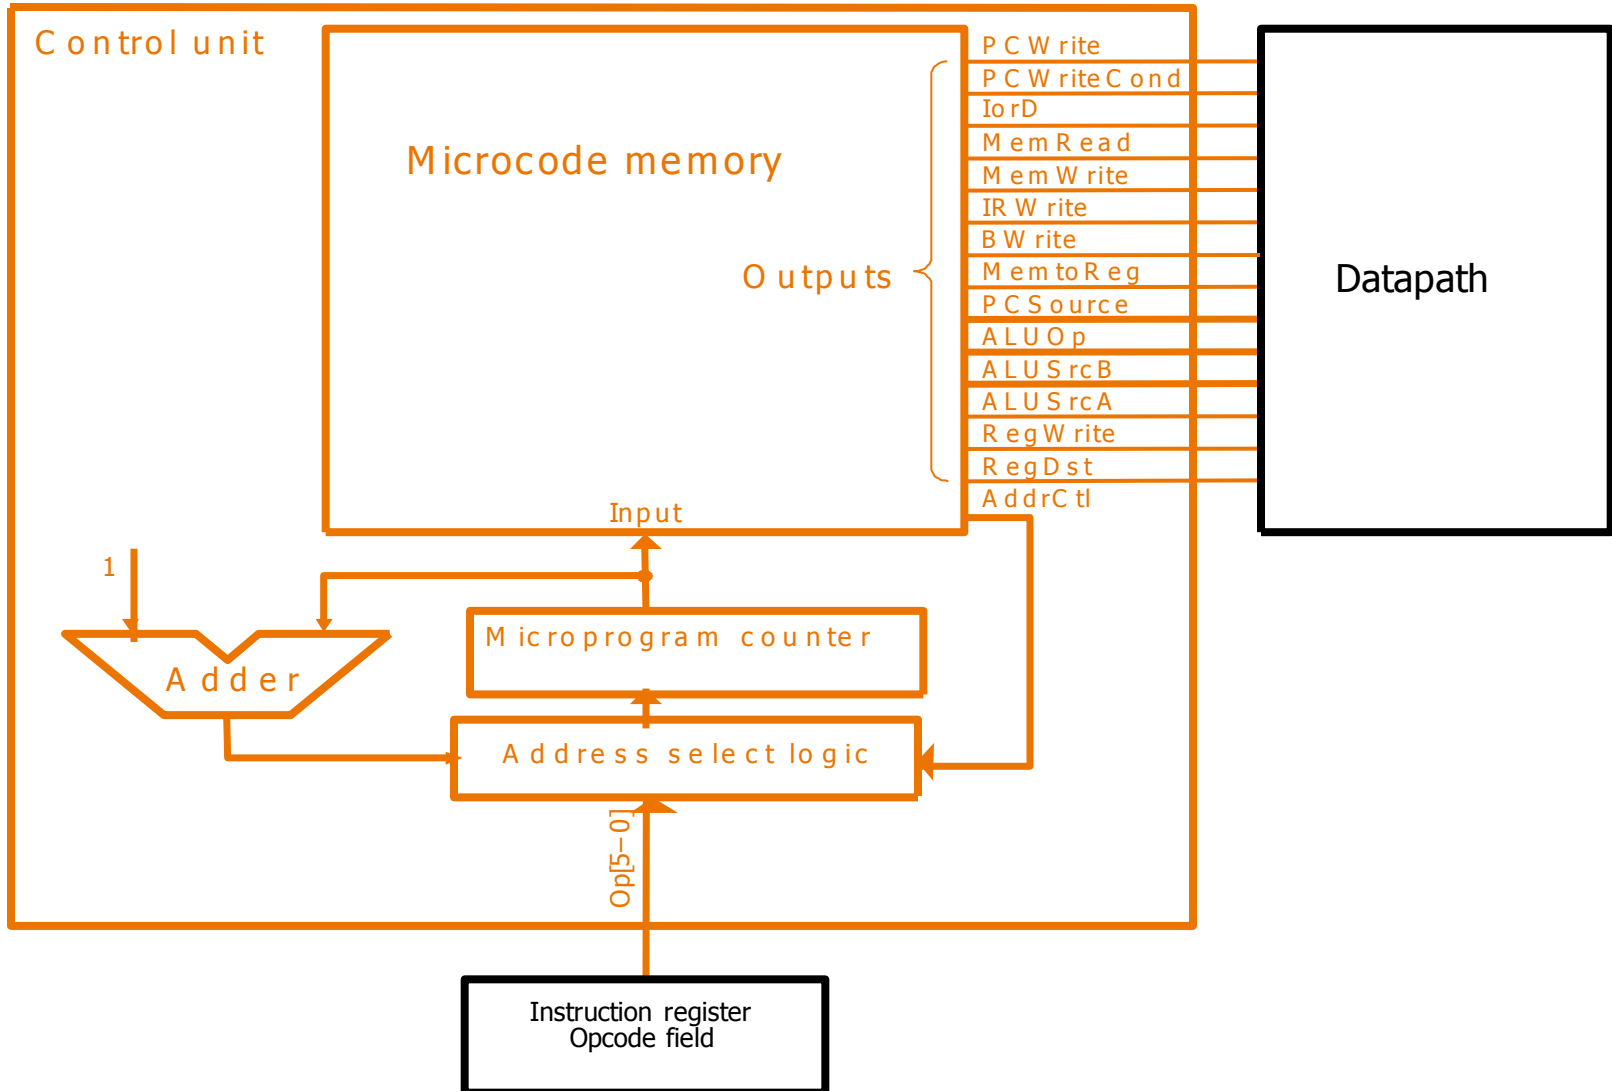 Control unit
Microcode memory
Outputs
Input
PCWrite
PCWriteCond
IorD
MemRead
MemWrite
IRWrite
BWrite
MemtoReg
PCSource
ALUOp
ALUSrcB
ALUSrcA
RegWrite
RegDst
AddrCtl
Datapath
1
Adder
Microprogram counter
Address select logic
Op[5–0]
Instruction register
Opcode field